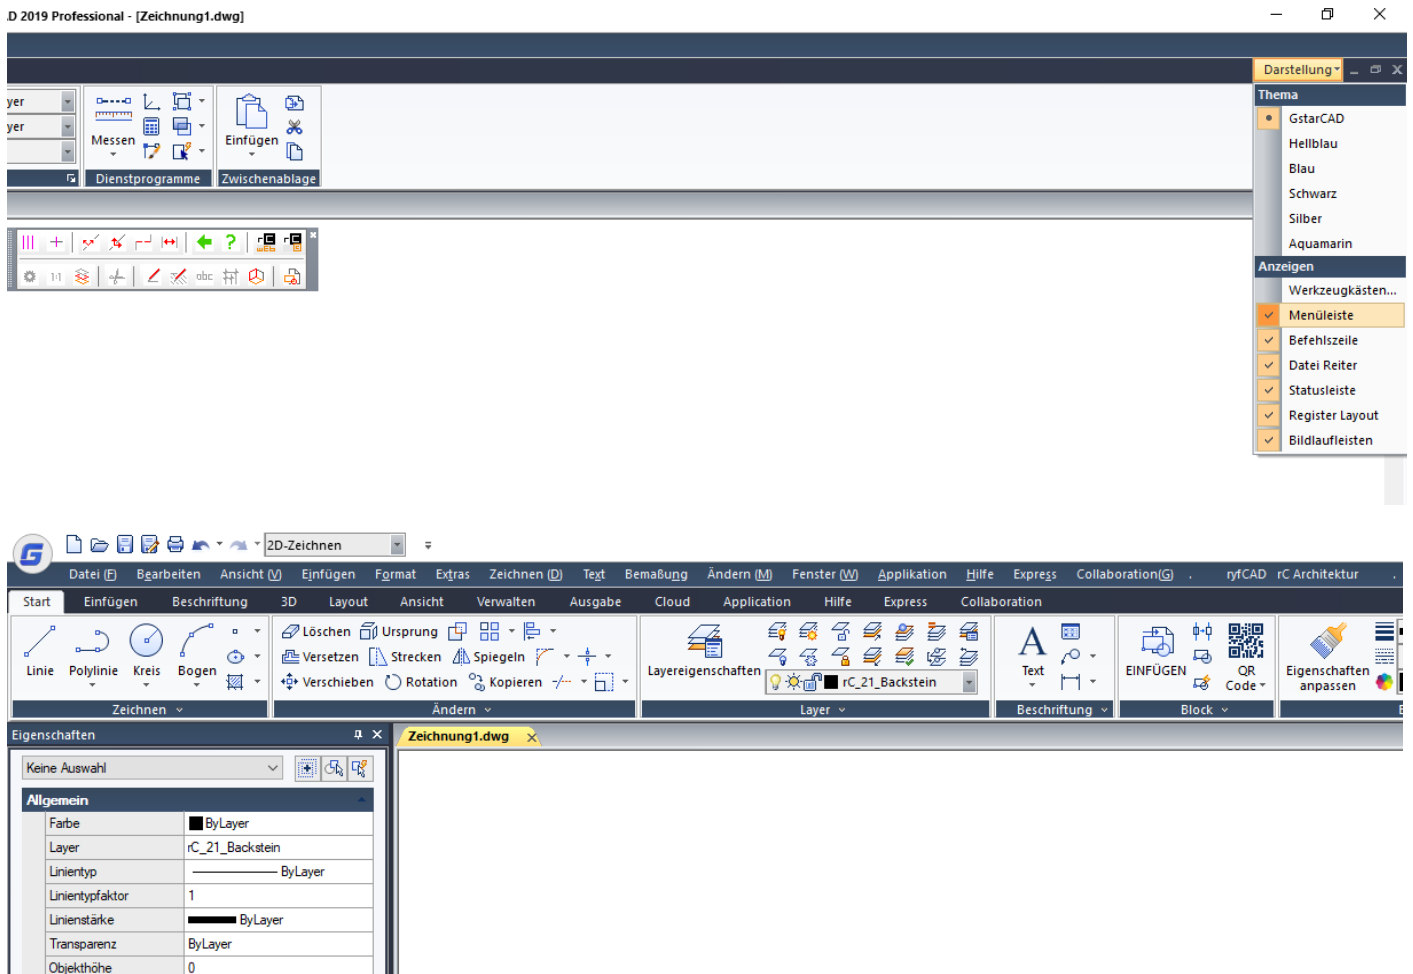 .D 2019 Professional - [Zeichnung1.dwg]
Darstellung
Thema
GstarCAD
Hellblau
Blau
Schwarz
Silber
Aquamarin
Anzeigen
Werkzeugkästen...
Menüleiste
Befehlszeile
Datei Reiter
Statusleiste
Register Layout
Bildlaufleisten
yer
yer
Messen
Einfügen
Dienstprogramme
Zwischenablage
1:1
abc
2D-Zeichnen
Datei (F) Bearbeiten Ansicht (V) Einfügen Format Extras Zeichnen (D) Text Bemaßung Ändern (M) Fenster (W) Applikation Hilfe Express Collaboration(G) . ryfCAD rC Architektur .
Start Einfügen Beschriftung 3D Layout Ansicht Verwalten Ausgabe Cloud Application Hilfe Express Collaboration
Linie Polylinie Kreis Bogen
Zeichnen
Löschen Ursprung
Versetzen Strecken Spiegeln
Verschieben Rotation Kopieren
Ändern
Layereigenschaften
rC_21_Backstein
Layer
Text
Beschriftung
EINFÜGEN
QR
Code
Block
Eigenschaften
anpassen
Eigenschaften
Zeichnung1.dwg
Keine Auswahl
Allgemein
Farbe ByLayer
Layer rC_21_Backstein
Linientyp ByLayer
Linientypfaktor 1
Linienstärke ByLayer
Transparenz ByLayer
Objekthöhe 0